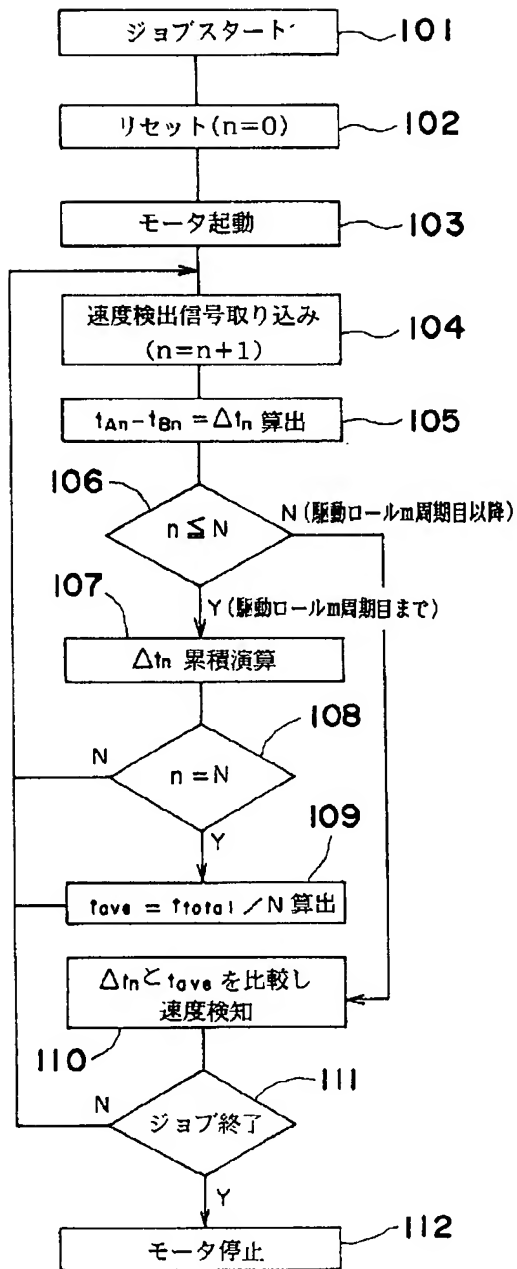 ジョブスタート
101
リセット(n=0)
102
モータ起動
103
速度検出信号取り込み
(n=n+1)
104
tAn-tBn=Δtn 算出
105
106
n≦N
N(駆動ロールm周期目以降)
107
Y(駆動ロールm周期目まで)
Δtn 累積演算
108
N
n=N
Y
109
tave=ttotal/N 算出
Δtnとtaveを比較し
速度検知
110
111
N
ジョブ終了
Y
モータ停止
112